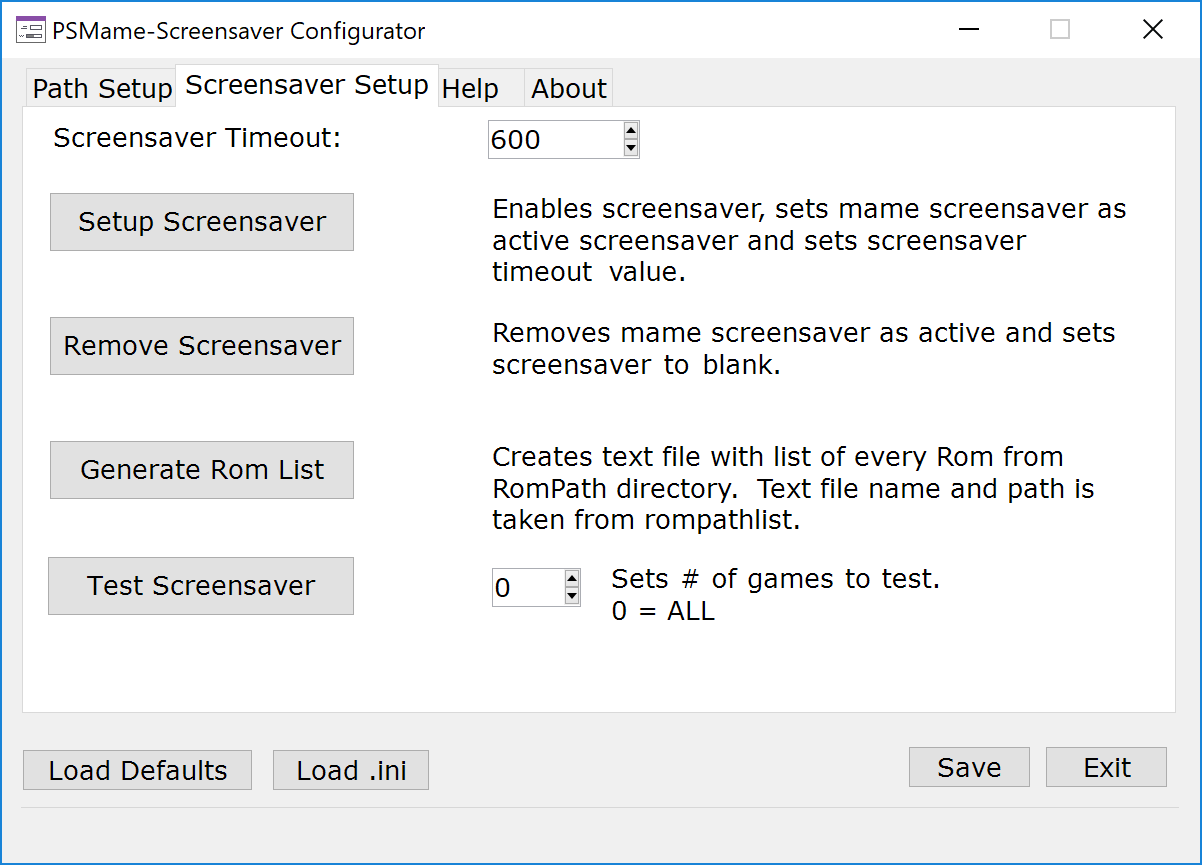 PSMame-Screensaver Configurator
Path Setup Screensaver Setup Help About
Screensaver Timeout: 600
Setup Screensaver
Enables screensaver, sets mame screensaver as
active screensaver and sets screensaver
timeout  value.
Remove Screensaver
Removes mame screensaver as active and sets
screensaver to blank.
Generate Rom List
Creates text file with list of every Rom from
RomPath directory.  Text file name and path is
taken from rompathlist.
Test Screensaver
0
Sets # of games to test.
0 = ALL
Load Defaults Load .ini Save Exit